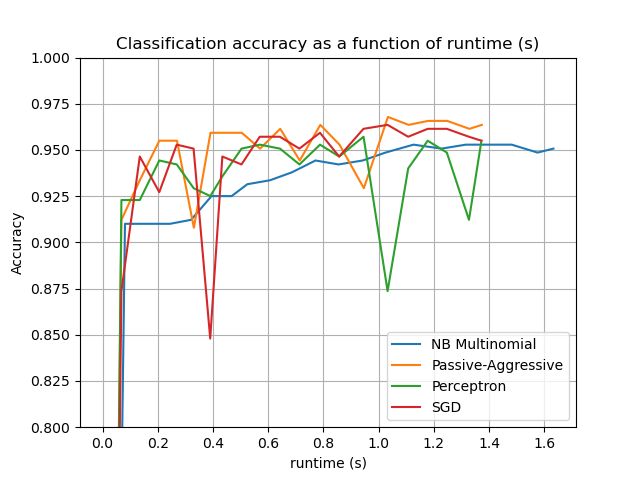 Classification accuracy as a function of runtime (s)
1.000
0.975
0.950
0.925
0.900
0.875
0.850
0.825
0.800
Accuracy
NB Multinomial
Passive-Aggressive
Perceptron
SGD
0.0 0.2 0.4 0.6 0.8 1.0 1.2 1.4 1.6
runtime (s)